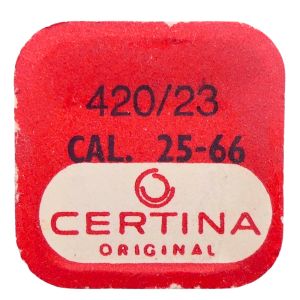 420/23
CAL. 25-66
CERTINA
ORIGINAL